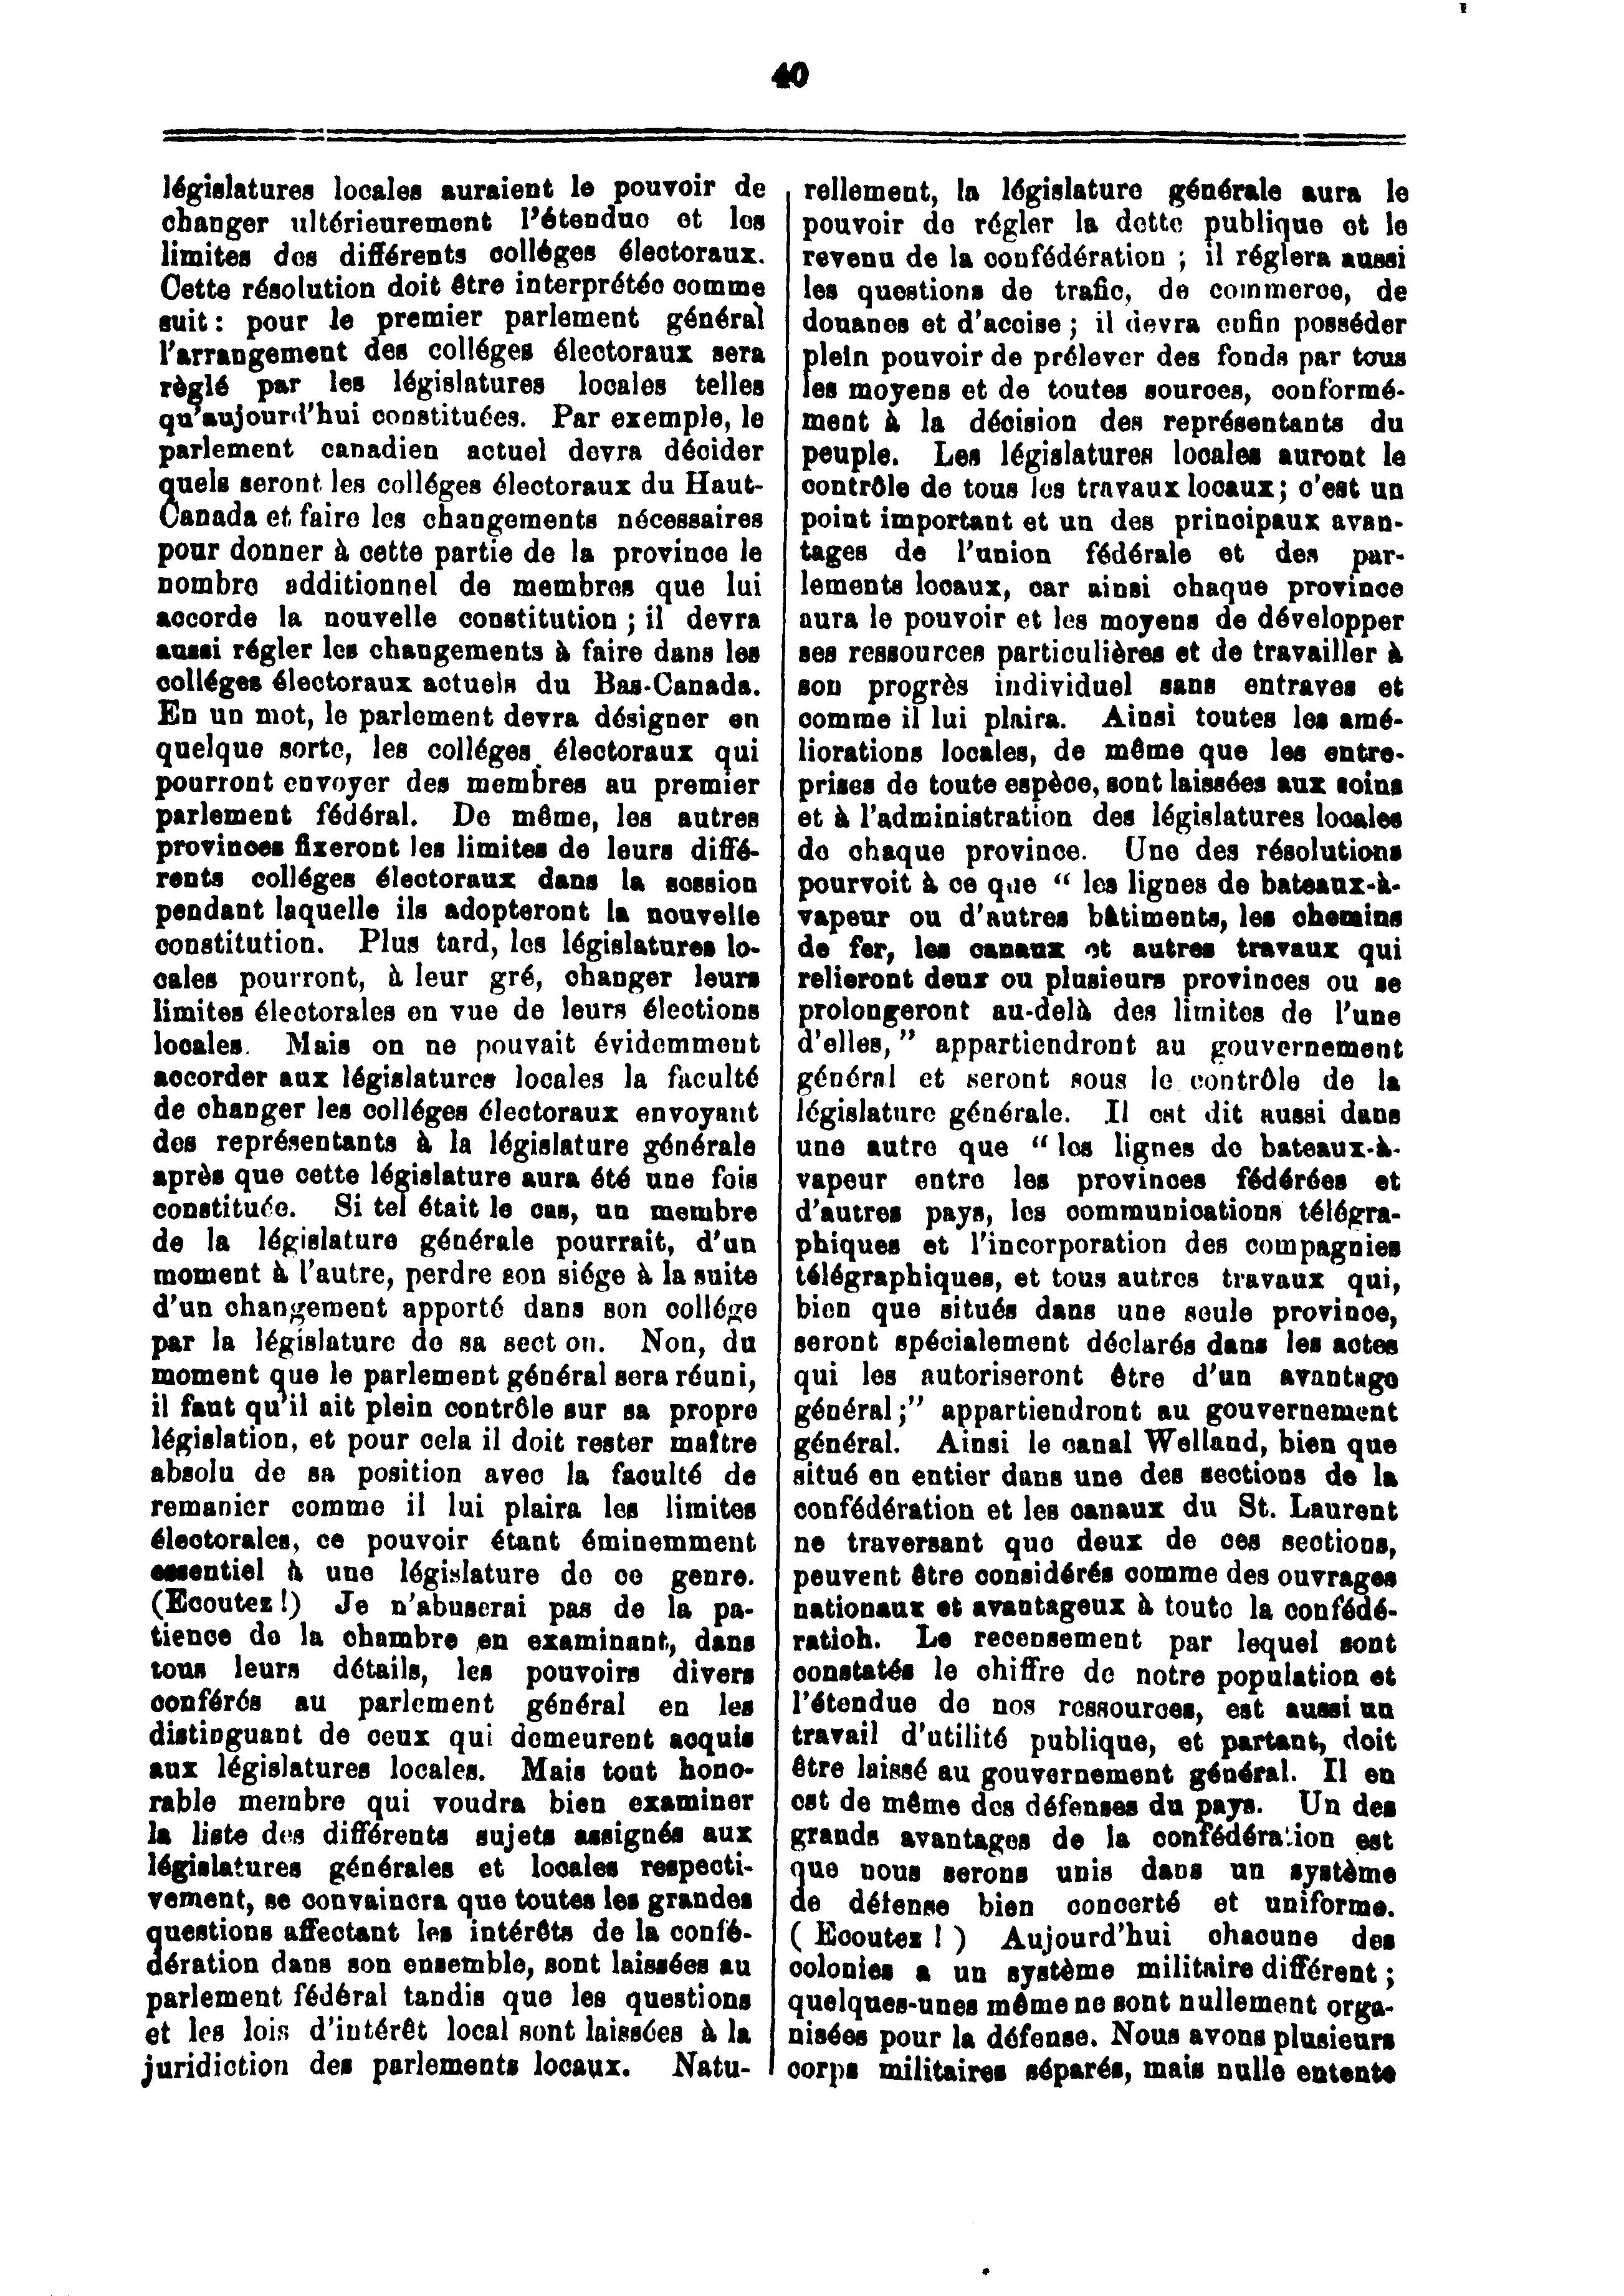 40
législatures locales auraient le pouvoir de
changer ultérieurement l'étendue et les
limites des différents colléges électoraux.
Cette résolution doit être interprétée comme
suit : pour le premier parlement général
l'arrangement des colléges électoraux sera
règlé par les législatures locales telles
qu'aujourd'hui constituées. Par exemple, le
parlement canadien actuel devra décider
quels seront les colléges électoraux du Haut-
Canada et faire les changements nécessaires
pour donner à cette partie de la province le
nombre additionnel de membres que lui
accorde la nouvelle constitution ; il devra
aussi régler les changements à faire dans les
colléges électoraux actuels du Bas-Canada.
En un mot, le parlement devra désigner en
quelque sorte, les colléges électoraux qui
pourront envoyer des membres au premier
parlement fédéral. De même, les autres
provinces fixeront les limites de leurs diffé-
rents colléges électoraux dans la session
pendant laquelle ils adopteront la nouvelle
constitution. Plus tard, les législatures lo-
cales pourront, à leur gré, changer leurs
limites électorales en vue de leurs élections
locales. Mais on ne pouvait évidemment
accorder aux législatures locales la faculté
de changer les colléges électoraux envoyant
des représentants à la législature générale
après que cette législature aura été une fois
constituée. Si tel était le cas, un membre
de la législature générale pourrait, d'un
moment à l'autre, perdre son siége à la suite
d'un changement apporté dans son collége
par la législature de sa sect on. Non, du
moment que le parlement général sera réuni,
il faut qu'il ait plein contrôle sur sa propre
législation, et pour cela il doit rester maître
absolu de sa position avec la faculté de
remanier comme il lui plaira les limites
électorales, ce pouvoir étant éminemment
essentiel à une législature de ce genre.
(Ecoutez !) Je n'abuserai pas de la pa-
tience de la chambre en examinant, dans
tous leurs détails, les pouvoirs divers
conférés au parlement général en les
distinguant de ceux qui demeurent acquis
aux législatures locales. Mais tout hono-
rable membre qui voudra bien examiner
la liste des différents sujets assignés aux
législatures générales et locales respecti-
vement, se convaincra que toutes les grandes
questions affectant les intérêts de la confé-
dération dans son ensemble, sont laissées au
parlement fédéral tandis que les questions
et les lois d'intérêt local sont laissées à la
juridiction des parlements locaux. Natu-
rellement, la législature générale aura le
pouvoir de régler la dette publique et le
revenu de la confédération ; il réglera aussi
les questions de trafic, de commerce, de
douanes et d'accise ; il devra enfin posséder
plein pouvoir de prélever des fonds par tous
les moyens et de toutes sources, conformé-
ment à la décision des représentants du
peuple. Les législatures locales auront le
contrôle de tous les travaux locaux ; c'est un
point important et un des principaux avan-
tages de l'union fédérale et des par-
lements locaux, car ainsi chaque province
aura le pouvoir et les moyens de développer
ses ressources particulières et de travailler à
son progrès individuel sans entraves et
comme il lui plaira. Ainsi toutes les amé-
liorations locales, de même que les entre-
prises de toute espèce, sont laissées aux soins
et à l'administration des législatures locales
de chaque province. Une des résolutions
pourvoit à ce que " les lignes de bateaux-à-
vapeur ou d'autres bâtiments, les chemins
de fer, les canaux et autres travaux qui
relieront deux ou plusieurs provinces ou se
prolongeront au-delà des limites de l'une
d'elles, " appartiendront au gouvernement
général et seront sous le contrôle de la
législature générale. Il est dit aussi dans
une autre que " les lignes de bateaux-à-
vapeur entre les provinces fédérées et
d'autres pays, les communications télégra-
phiques et l'incorporation des compagnies
télégraphiques, et tous autres travaux qui,
bien que situés dans une seule province,
seront spécialement déclarés dans les actes
qui les autoriseront être d'un avantage
général ;" appartiendront au gouvernement
général. Ainsi le canal Welland, bien que
situé en entier dans une des sections de la
confédération et les canaux du St. Laurent
ne traversant que deux de ces sections,
peuvent être considérés comme des ouvrages
nationaux et avantageux à toute la confédé-
ratioh. Le recensement par lequel sont
constatés le chiffre de notre population et
l'étendue de nos ressources, est aussi un
travail d'utilité publique, et partant, doit
être laissé au gouvernement général. Il en
est de même des défenses du pays. Un des
grands avantages de la confédération est
que nous serons unis dans un système
de défense bien concerté et uniforme.
( Ecoutez ! ) Aujourd'hui chacune des
colonies a un système militaire différent ;
quelques-unes même ne sont nullement orga-
nisées pour la défense. Nous avons plusieurs
corps militaires séparés, mais nulle entente